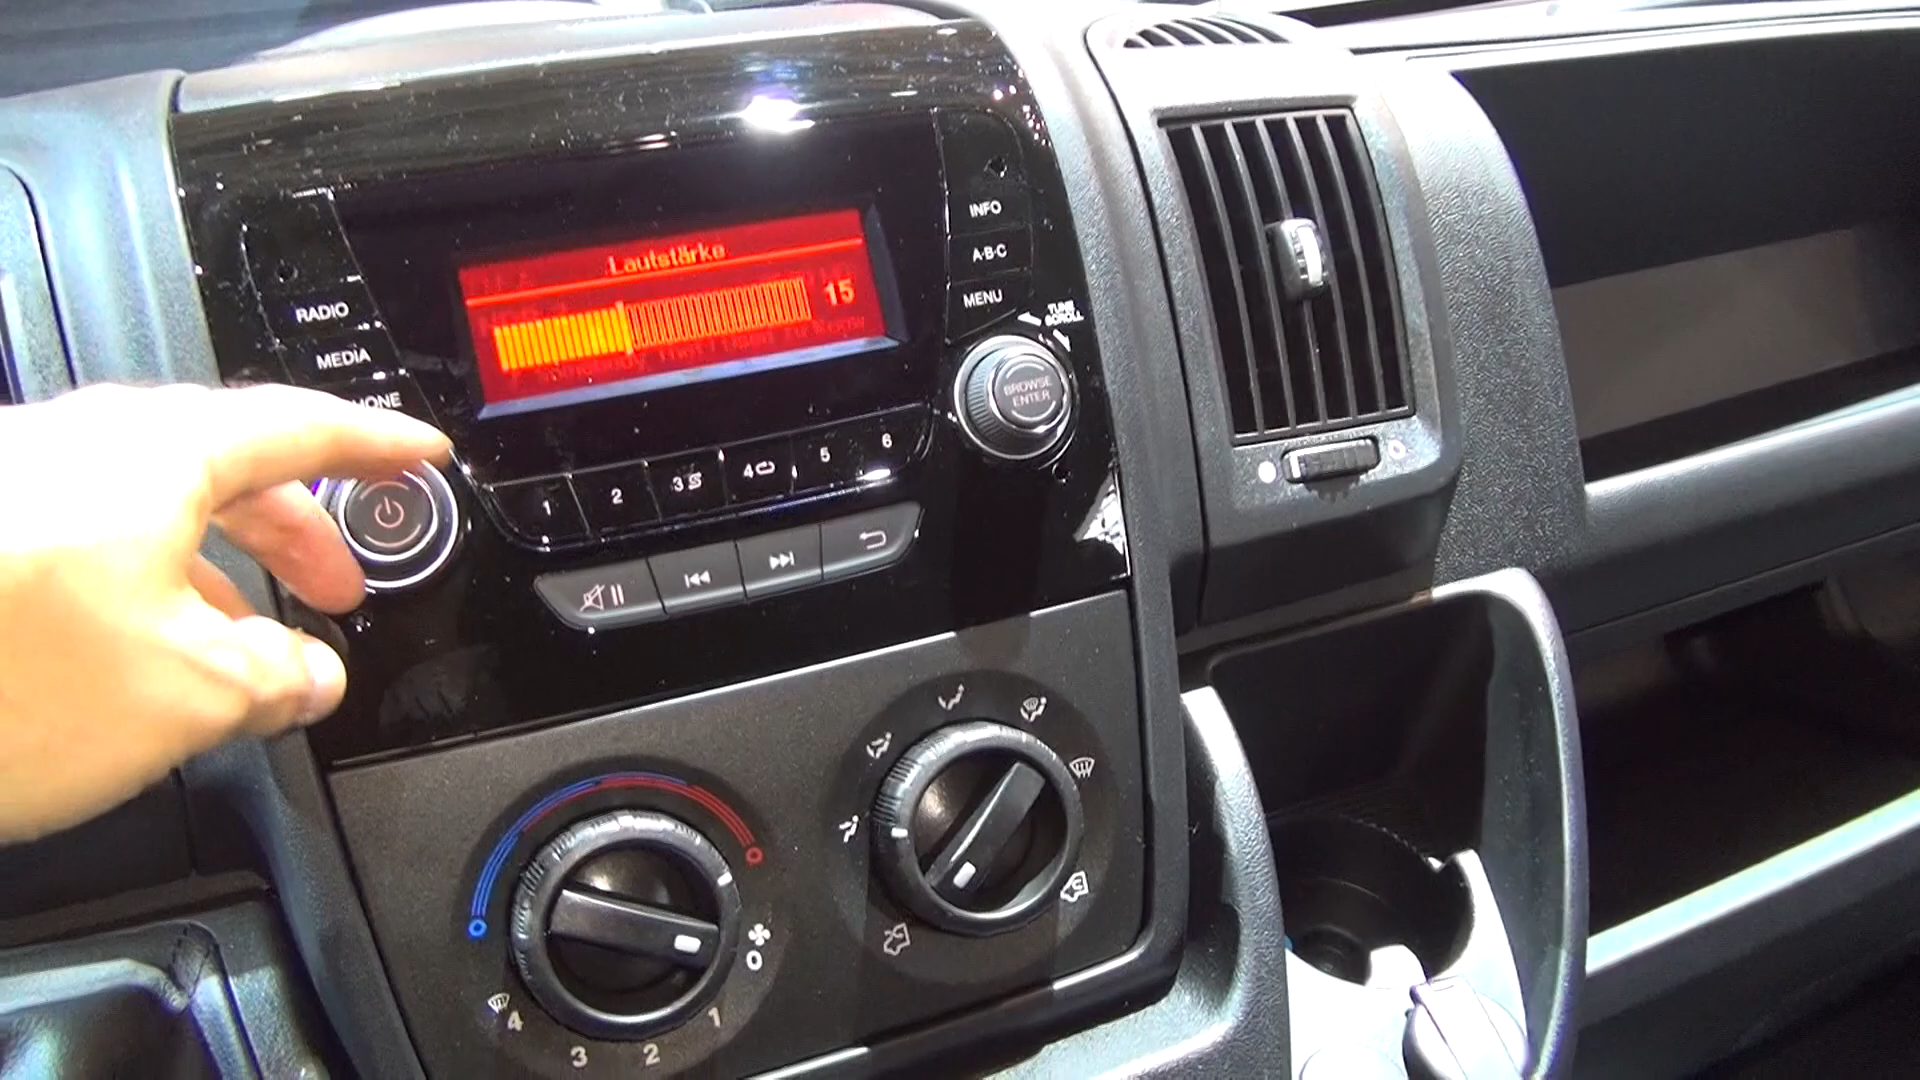 Lautstärke
15
INFO
A·B·C
MENU
TUNE
SCROLL
RADIO
MEDIA
BROWSE
ENTER
1
2
3
4
5
6
0
1
2
3
4